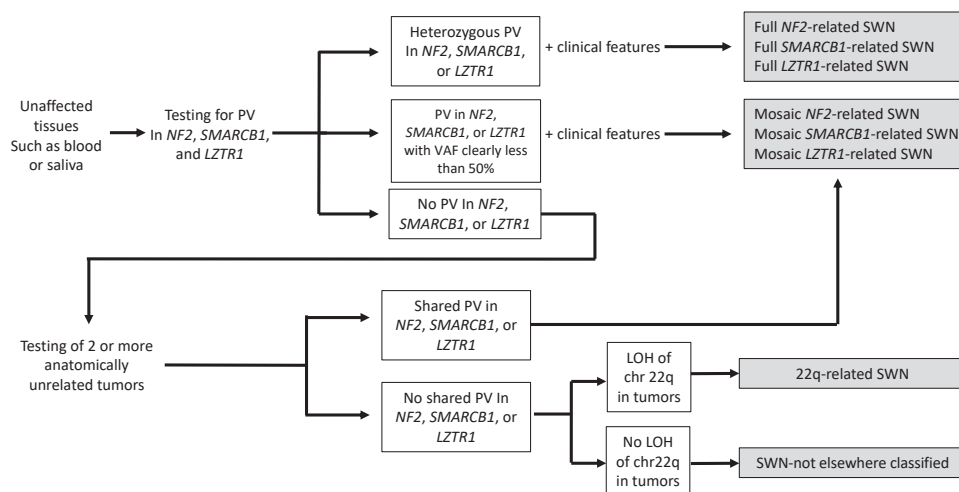 Unaffected
tissues
Such as blood
or saliva
Testing for PV
In NF2, SMARCB1,
and LZTR1
Heterozygous PV
In NF2, SMARCB1,
or LZTR1
+ clinical features
Full NF2-related SWN
Full SMARCB1-related SWN
Full LZTR1-related SWN
PV in NF2,
SMARCB1, or LZTR1
with VAF clearly less
than 50%
+ clinical features
Mosaic NF2-related SWN
Mosaic SMARCB1-related SWN
Mosaic LZTR1-related SWN
No PV In NF2,
SMARCB1, or LZTR1
Testing of 2 or more
anatomically
unrelated tumors
Shared PV in
NF2, SMARCB1, or
LZTR1
No shared PV In
NF2, SMARCB1, or
LZTR1
LOH of
chr 22q
in tumors
22q-related SWN
No LOH
of chr22q
in tumors
SWN-not elsewhere classified